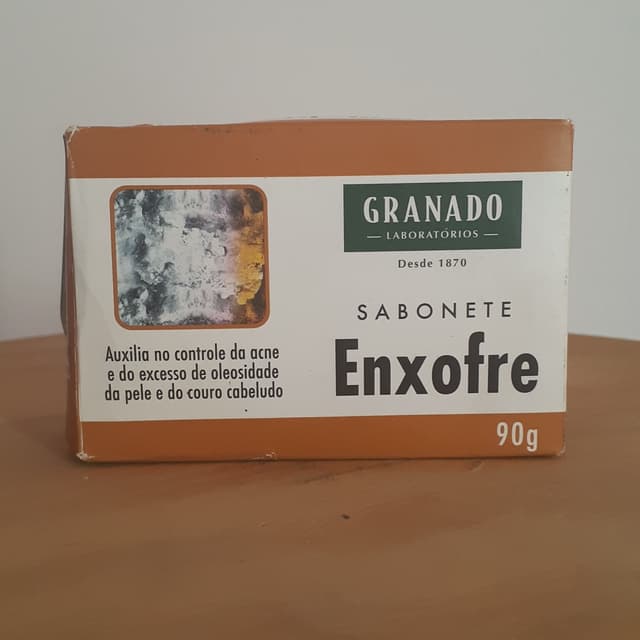 GRANADO
LABORATÓRIOS
Desde 1870
SABONETE
Enxofre
Auxilia no controle da acne
e do excesso de oleosidade
da pele e do couro cabeludo
90g